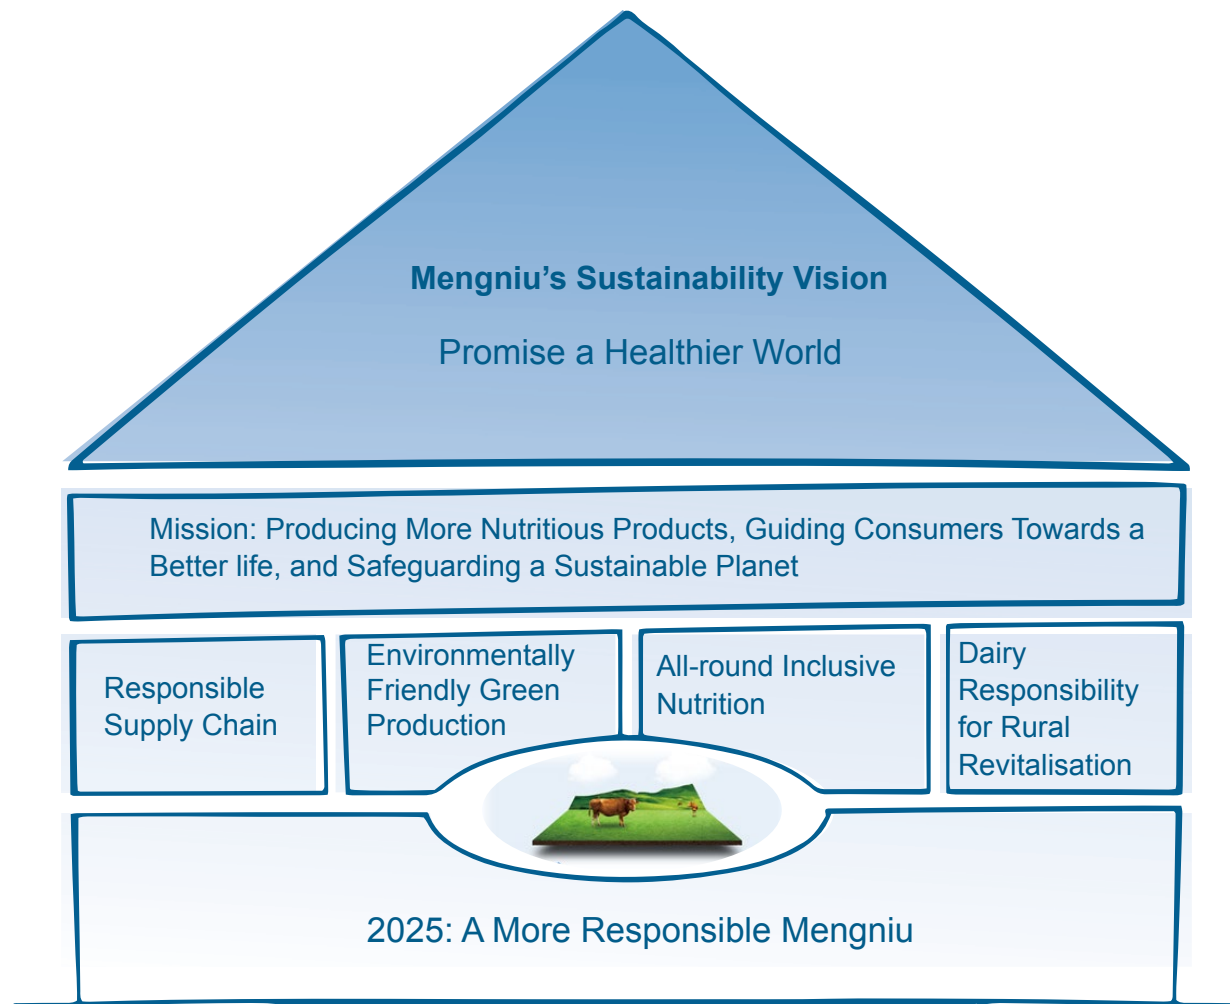 Mengniu’s Sustainability Vision
Promise a Healthier World
Mission: Producing More Nutritious Products, Guiding Consumers Towards a
Better life, and Safeguarding a Sustainable Planet
Responsible
Supply Chain
Environmentally
Friendly Green
Production
All-round Inclusive
Nutrition
Dairy
Responsibility
for Rural
Revitalisation
2025: A More Responsible Mengniu